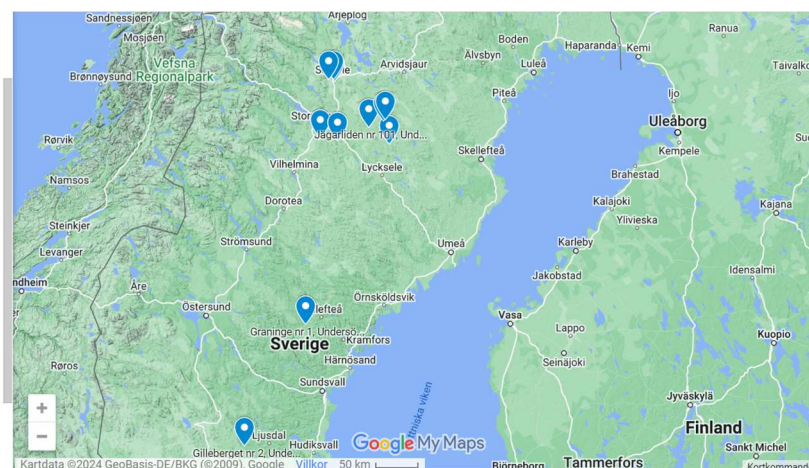 Sandnessjøen
Arjeplog
Mosjøen
Vefsna
Regionalpark
Brønnøysund
Arvidsjaur
Älvsbyn
Boden
Luleå
Haparanda
Kemi
Ranua
Piteå
Ijo
Uleåborg
Kempele
Jägarliden nr 101, Und...
Rørvik
Vilhelmina
Lycksele
Skellefteå
Brahestad
Namsos
Dorotea
Kalajoki
Ylivieska
Kajana
Steinkjer
Levanger
Strömsund
Umeå
Karleby
Jakobstad
Idensalmi
Åre
Östersund
Örnsköldsvik
Vasa
Lappo
Kuopio
Graninge nr 1, Undersö...
Sverige
Kramfors
Härnösand
Seinäjoki
Røros
Sundsvall
Jyväskylä
Finland
Ljusdal
Hudiksvall
Gilleberget nr 2, Unde...
Google My Maps
Tammerfors
Sankt Michel
Björneborg
Kartdata ©2024 GeoBasis-DE/BKG (©2009), Google Villkor 50 km